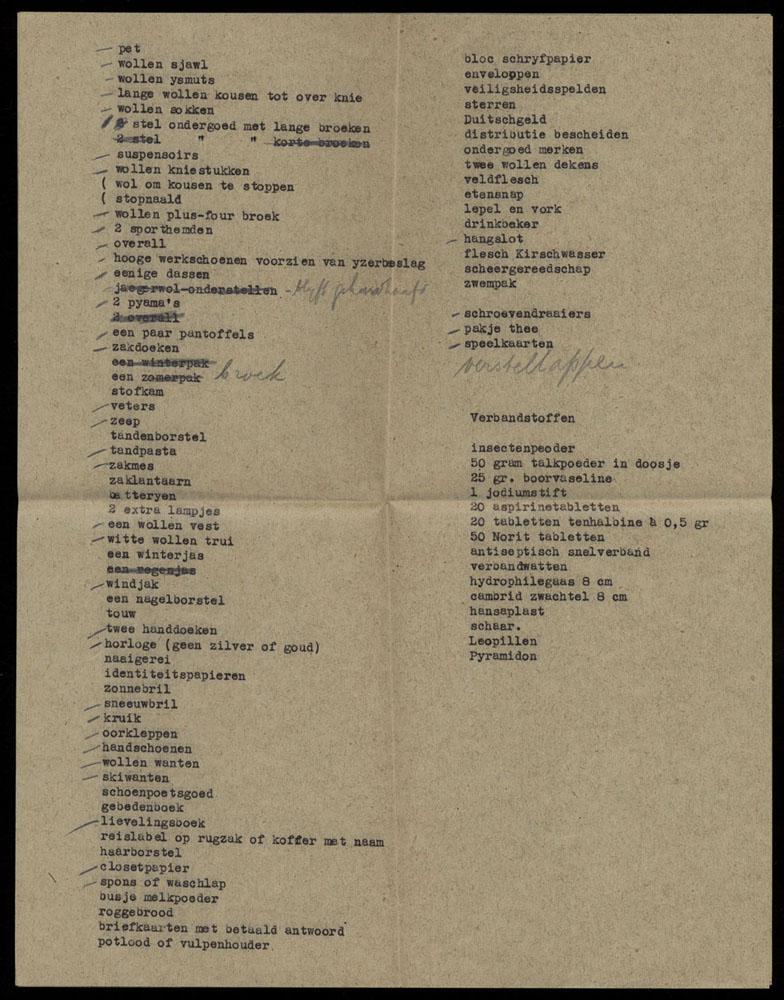 pet
wollen sjawl
wollen ysmuts
lange wollen kousen tot over knie
wollen sokken
2 stel ondergoed met lange broeken
2 stel " " korte broeken
suspensoirs
wollen kniestukken
( wol om kousen te stoppen
( stopnaald
wollen plus-four broek
2 sporthemden
overall
hooge werkschoenen voorzien van yzerbeslag
eenige dassen
jaegerwol-onderstellen -
2 pyama's
2 overall
een paar pantoffels
zakdoeken
een winterpak
een zomerpak broek
stofkam
veters
zeep
tandenborstel
tandpasta
zakmes
zaklantaarn
batteryen
2 extra lampjes
een wollen vest
witte wollen trui
een winterjas
een regenjas
windjak
een nagelborstel
touw
twee handdoeken
horloge (geen zilver of goud)
naaigerei
identiteitspapieren
zonnebril
sneeuwbril
kruik
oorkleppen
handschoenen
wollen wanten
skiwanten
schoenpoetsgoed
gebedenboek
lievelingsboek
reislabel op rugzak of koffer met naam
haarborstel
closetpapier
spons of waschlap
busje melkpoeder
roggebrood
briefkaarten met betaald antwoord
potlood of vulpenhouder.
bloc schryfpapier
enveloppen
veiligsheidsspelden
sterren
Duitschgeld
distributie bescheiden
ondergoed merken
twee wollen dekens
veldflesch
etensnap
lepel en vork
drinkbeker
hangslot
flesch Kirschwasser
scheergereedschap
zwempak
schroevendraaiers
pakje thee
speelkaarten
verstellappen
Verbandstoffen
insectenpeoder
50 gram talkpoeder in doosje
25 gr. boorvaseline
1 jodiumstift
20 aspirinetabletten
20 tabletten tenhalbine à 0,5 gr
50 Norit tabletten
antiseptisch snelverband
verbandwatten
hydrophilegaas 8 cm
cambrid zwachtel 8 cm
hansaplast
schaar.
Leopillen
Pyramidon